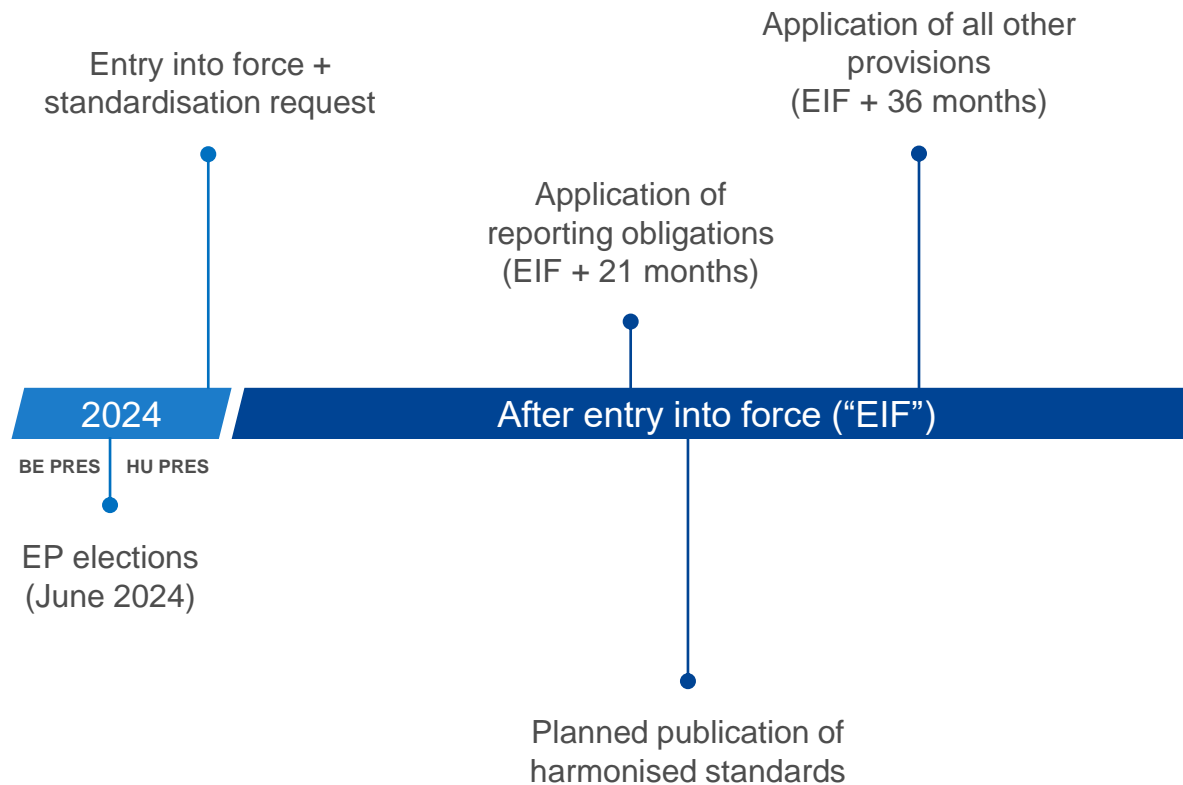 Application of all other
provisions
(EIF + 36 months)
Entry into force +
standardisation request
Application of
reporting obligations
(EIF + 21 months)
2024
After entry into force (“EIF”)
BE PRES
HU PRES
EP elections
(June 2024)
Planned publication of
harmonised standards